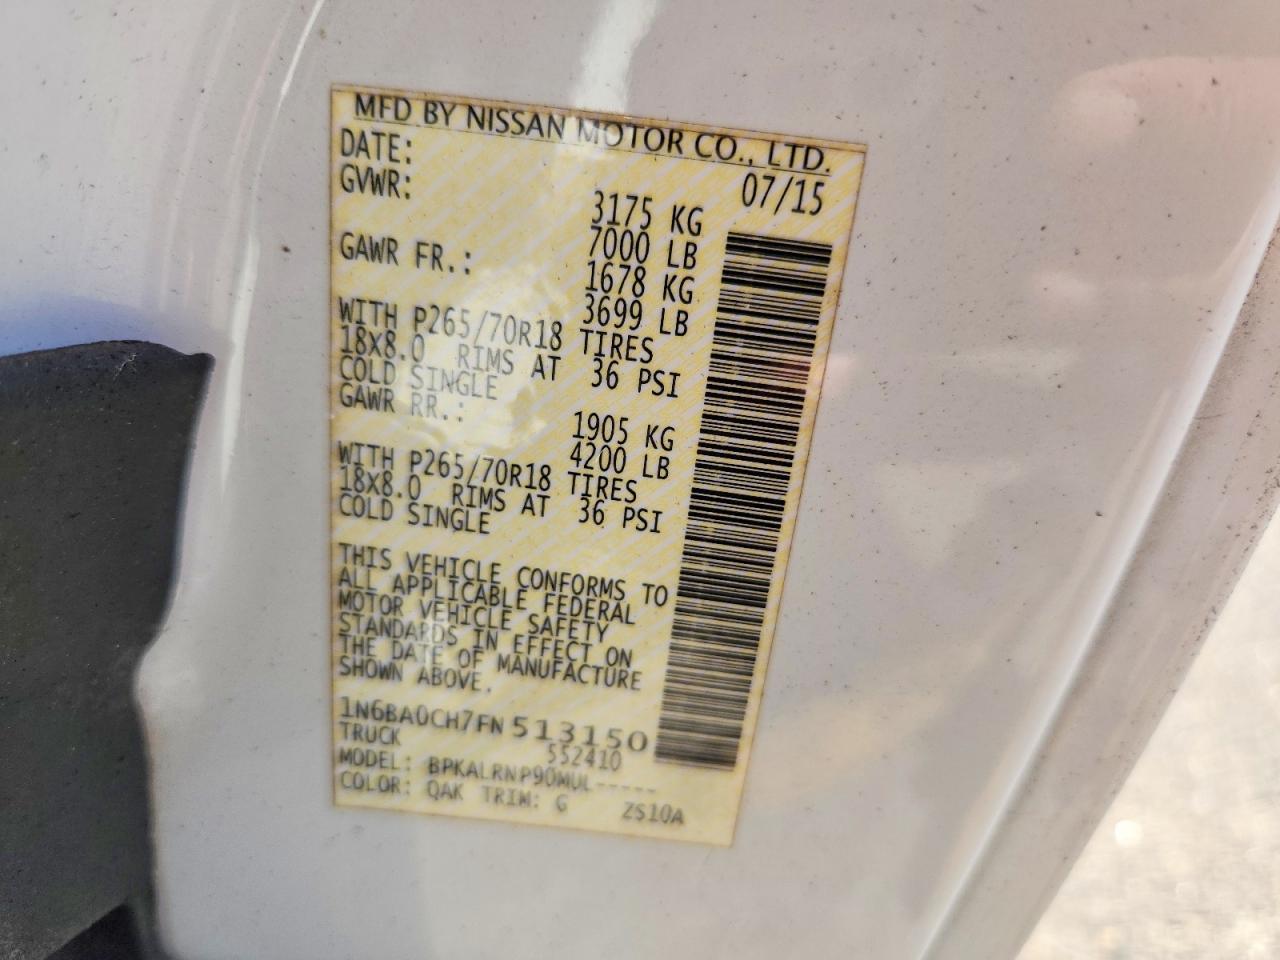 MFD BY NISSAN MOTOR CO., LTD.
DATE: 07/15
GVWR: 3175 KG
7000 LB
GAWR FR.: 1678 KG
3699 LB
WITH P265/70R18 TIRES
18X8.0 RIMS AT 36 PSI
COLD SINGLE
GAWR RR.: 1905 KG
4200 LB
WITH P265/70R18 TIRES
18X8.0 RIMS AT 36 PSI
COLD SINGLE
THIS VEHICLE CONFORMS TO
ALL APPLICABLE FEDERAL
MOTOR VEHICLE SAFETY
STANDARDS IN EFFECT ON
THE DATE OF MANUFACTURE
SHOWN ABOVE.
1N6BA0CH7FN 513150
TRUCK 552410
MODEL: BPKALRNP90MUL-----
COLOR: QAK TRIM: G ZS10A